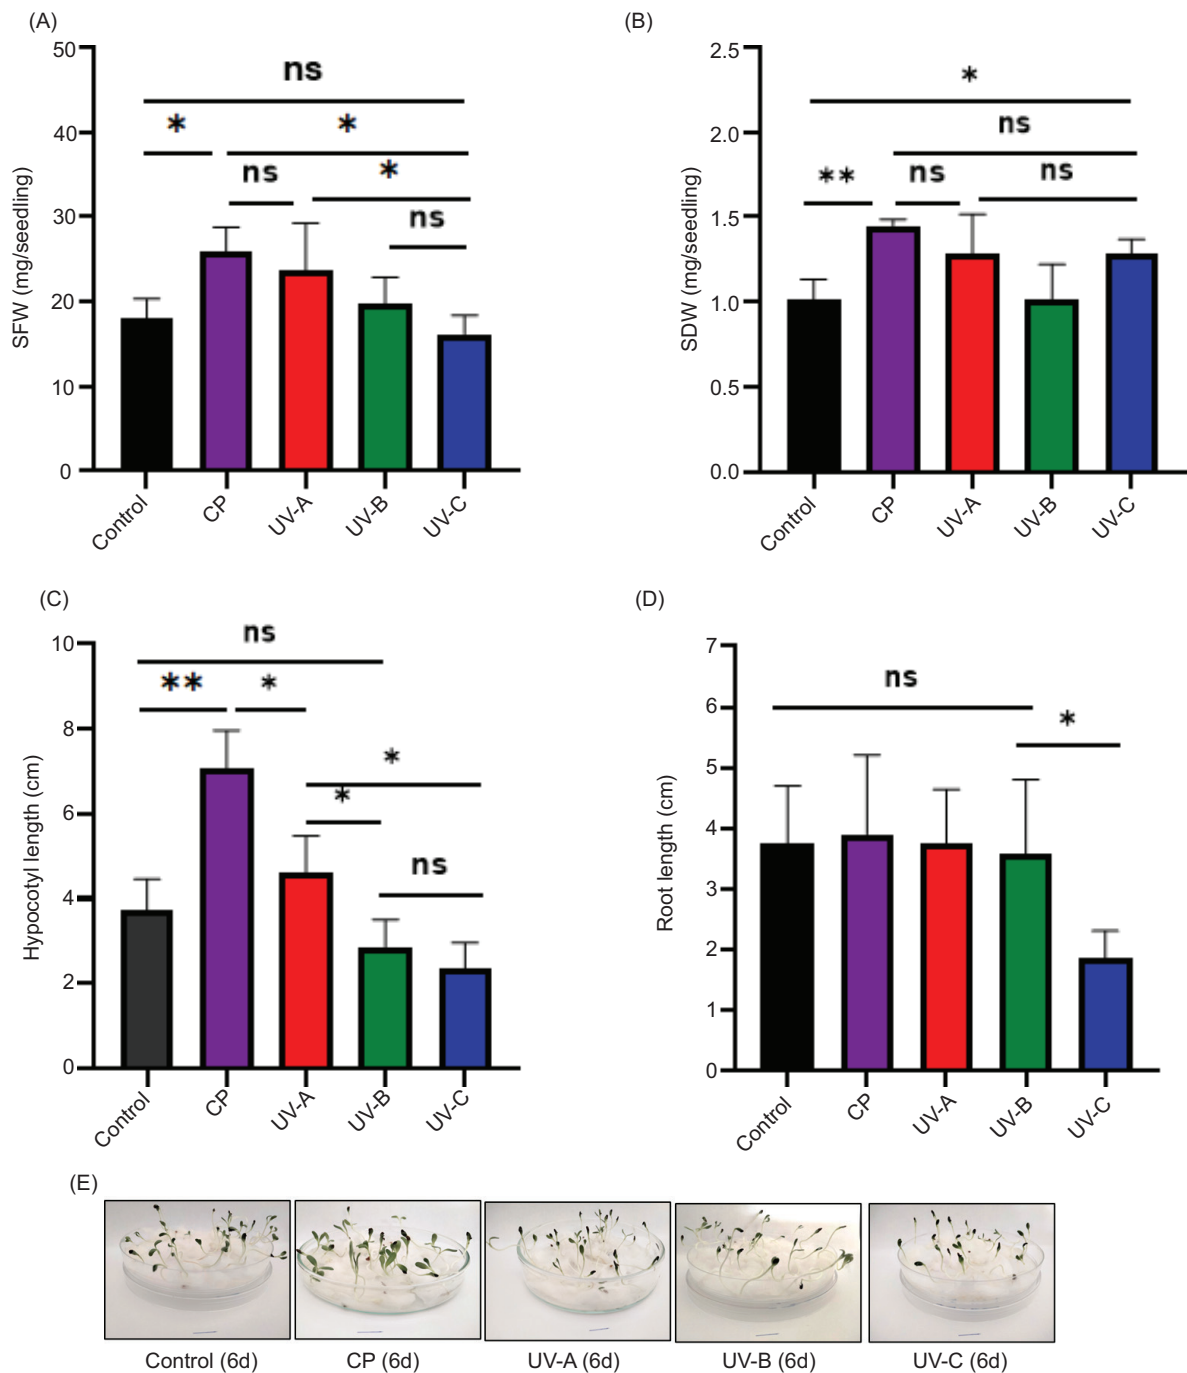 (A)
SFW (mg/seedling)
50
40
30
20
10
0
ns
*
*
ns
*
ns
Control
CP
UV-A
UV-B
UV-C
(B)
SDW (mg/seedling)
2.5
2.0
1.5
1.0
0.5
0.0
*
ns
**
ns
ns
Control
CP
UV-A
UV-B
UV-C
(C)
Hypocotyl length (cm)
10
8
6
4
2
0
ns
**
*
*
*
ns
Control
CP
UV-A
UV-B
UV-C
(D)
Root length (cm)
7
6
5
4
3
2
1
0
ns
*
Control
CP
UV-A
UV-B
UV-C
(E)
Control (6d)
CP (6d)
UV-A (6d)
UV-B (6d)
UV-C (6d)